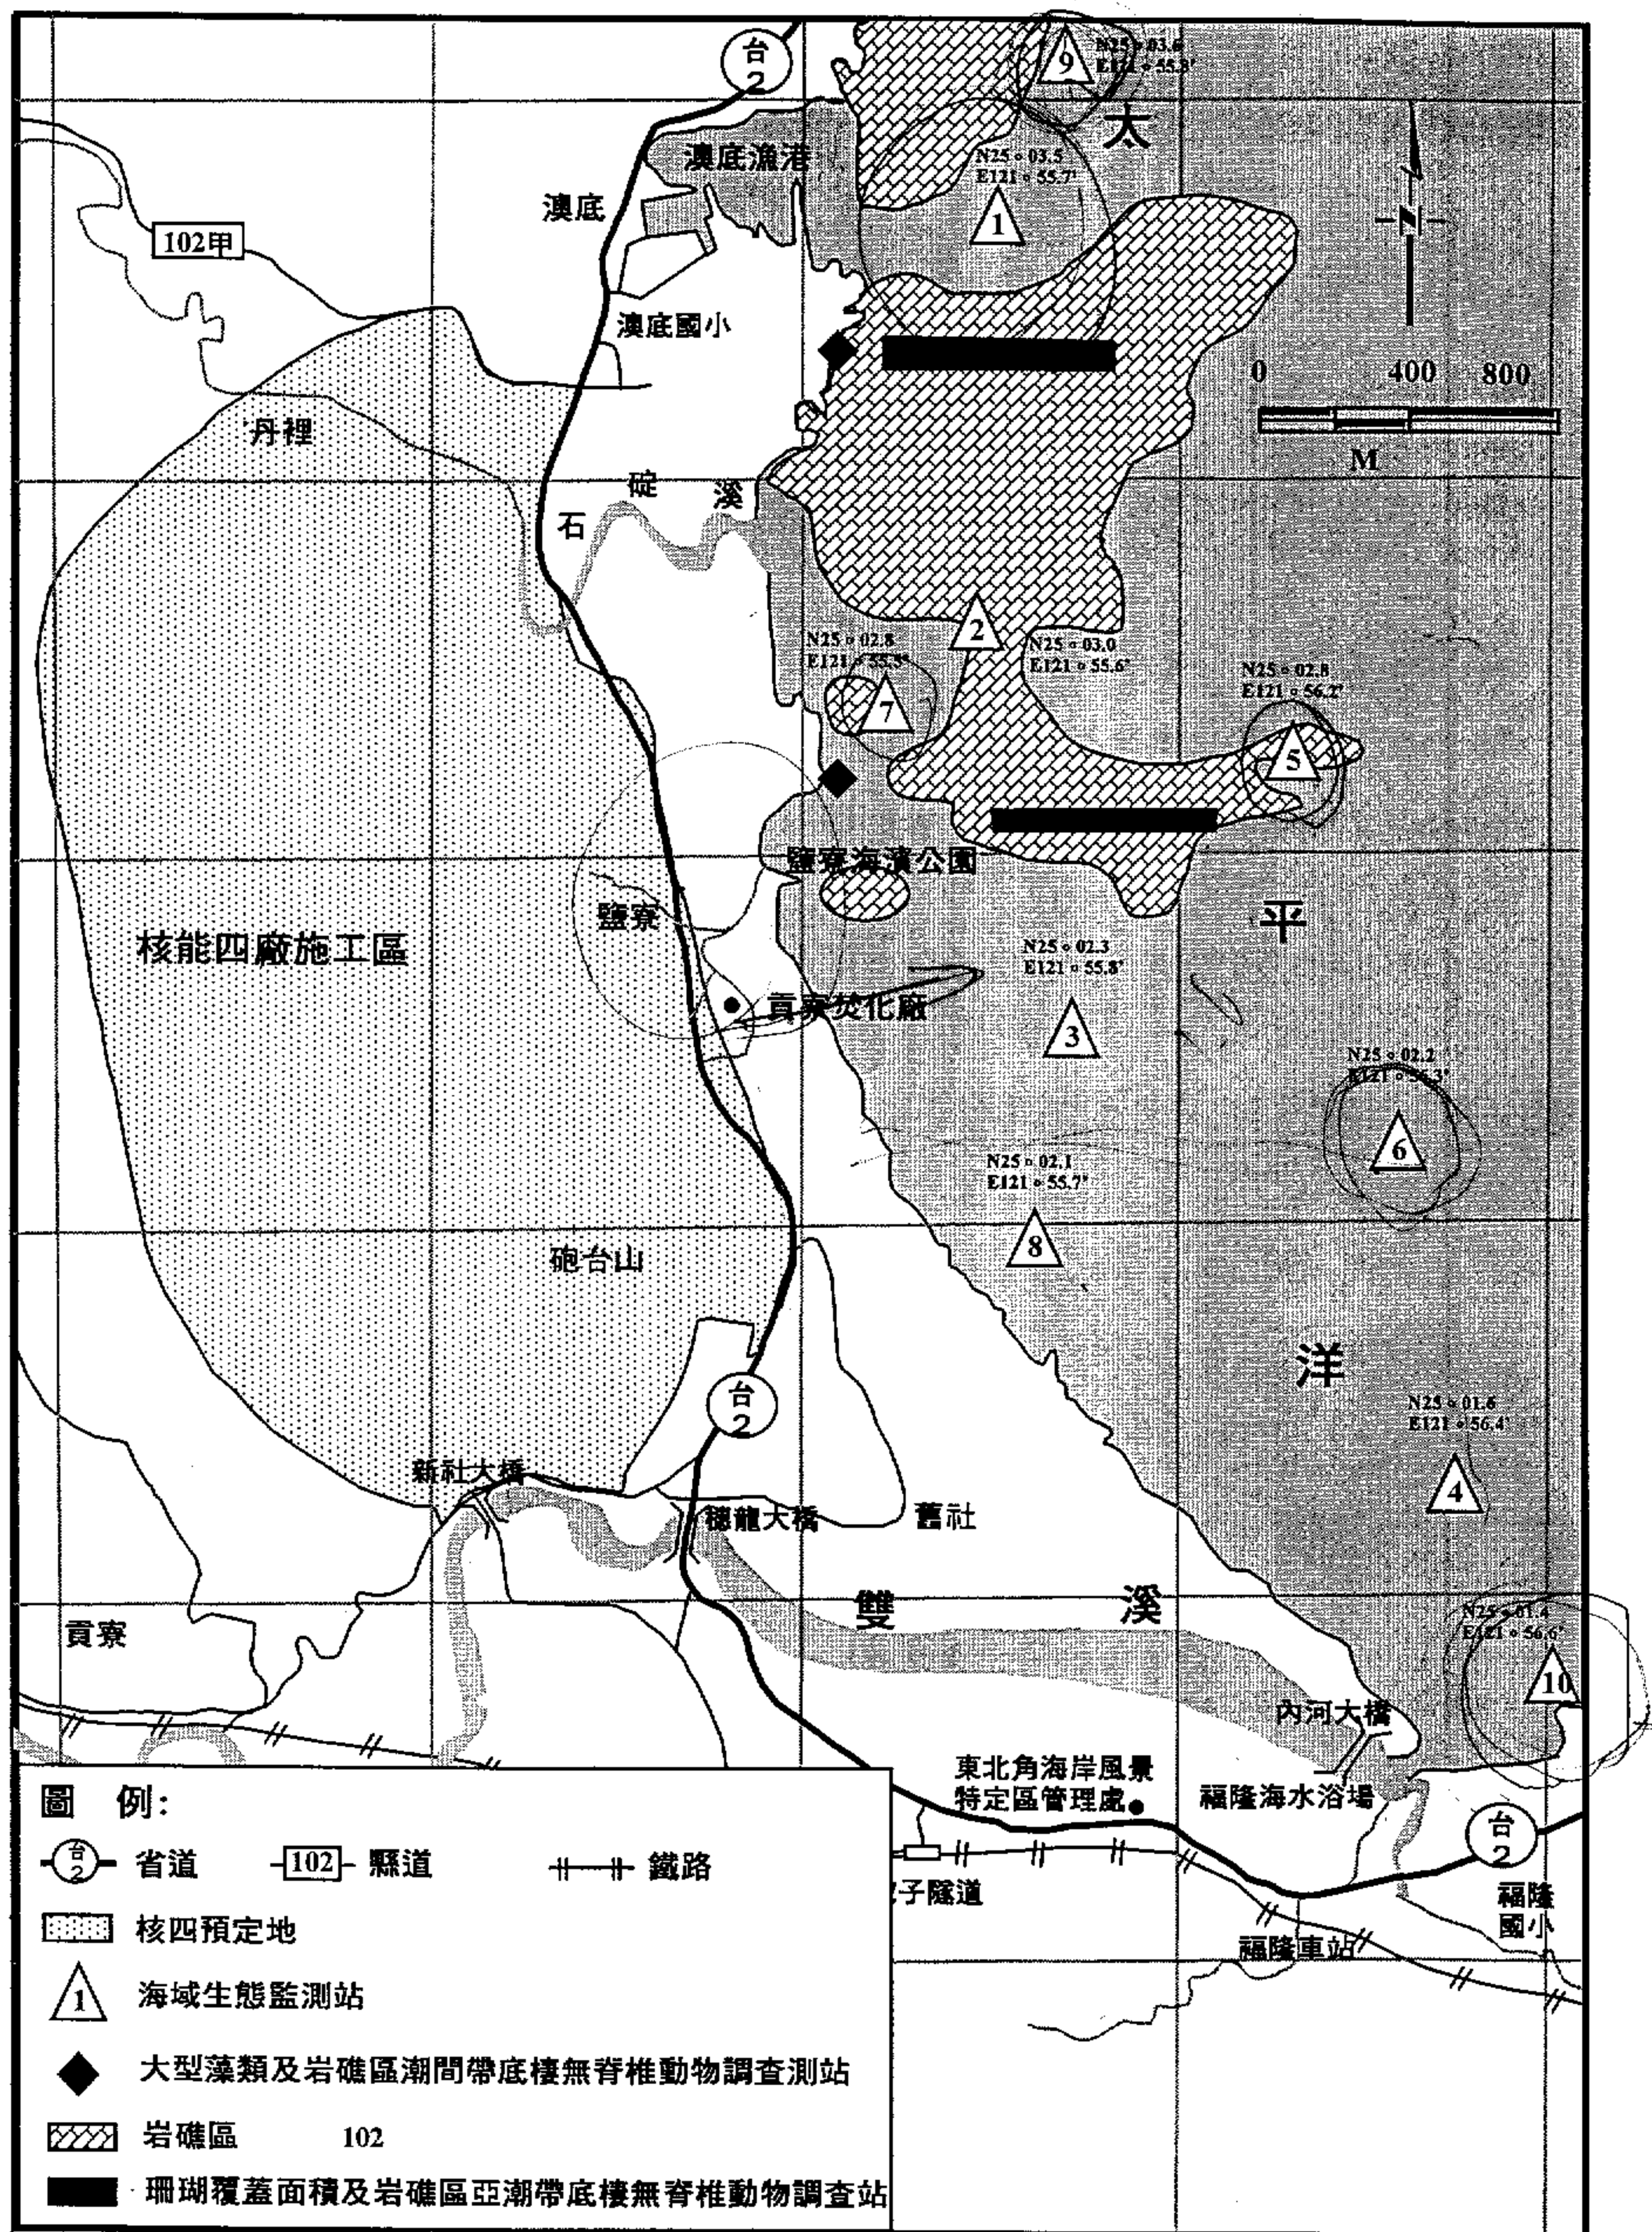 台
2
N25°03.6
9
太
N25°03.5
E121°55.7'
澳底漁港
澳底
1
N
102甲
澳底國小
0 400 800
M
丹裡
石 碇 溪
2
N25°02.8
E121°55.5'
N25°03.0
E121°55.6'
7
N25°02.8
E121°56.2'
5
鹽寮海濱公園
鹽寮
平
核能四廠施工區
N25°02.3
E121°55.8'
貢寮焚化廠
3
N25°02.2
E121°56.3'
6
N25°02.1
E121°55.7'
8
砲台山
洋
台
2
N25°01.6
E121°56.4'
4
新社大橋
穗龍大橋
舊社
雙 溪
N25°01.4
E121°56.6'
10
貢寮
內河大橋
東北角海岸風景
特定區管理處
福隆海水浴場
台
2
子隧道
福隆
國小
福隆車站
圖 例:
台
2
省道
102
縣道
鐵路
核四預定地
1
海域生態監測站
大型藻類及岩礁區潮間帶底棲無脊椎動物調查測站
岩礁區 102
珊瑚覆蓋面積及岩礁區亞潮帶底棲無脊椎動物調查站